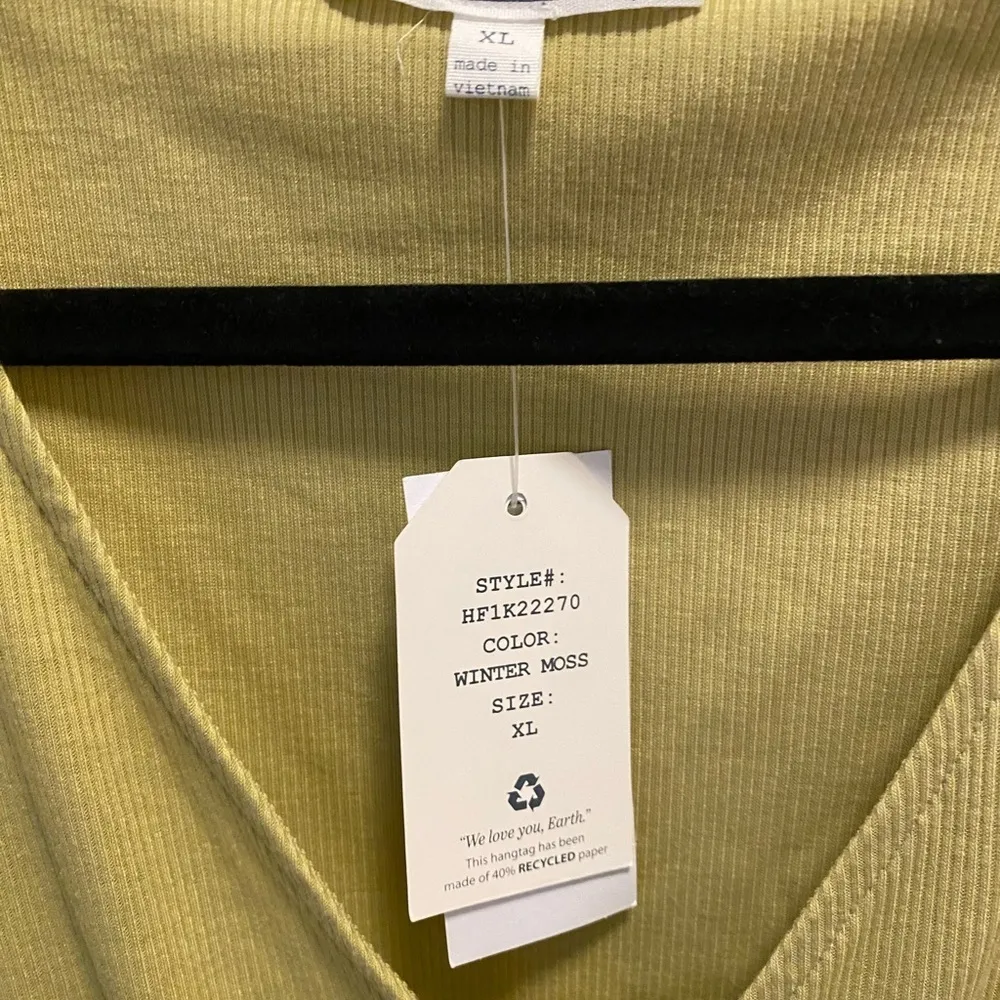 XL
made in
vietnam
STYLE#:
HF1K22270
COLOR:
WINTER MOSS
SIZE:
XL
“We love you, Earth.”
This hangtag has been
made of 40% RECYCLED paper